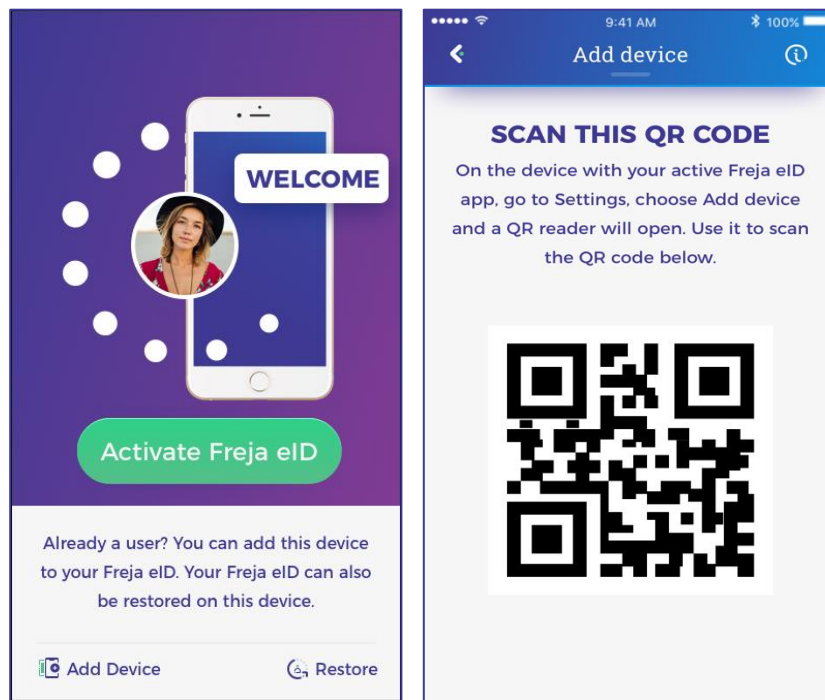 WELCOME
Activate Freja eID
Already a user? You can add this device
to your Freja eID. Your Freja eID can also
be restored on this device.
Add Device
Restore
9:41 AM
100%
Add device
SCAN THIS QR CODE
On the device with your active Freja eID
app, go to Settings, choose Add device
and a QR reader will open. Use it to scan
the QR code below.